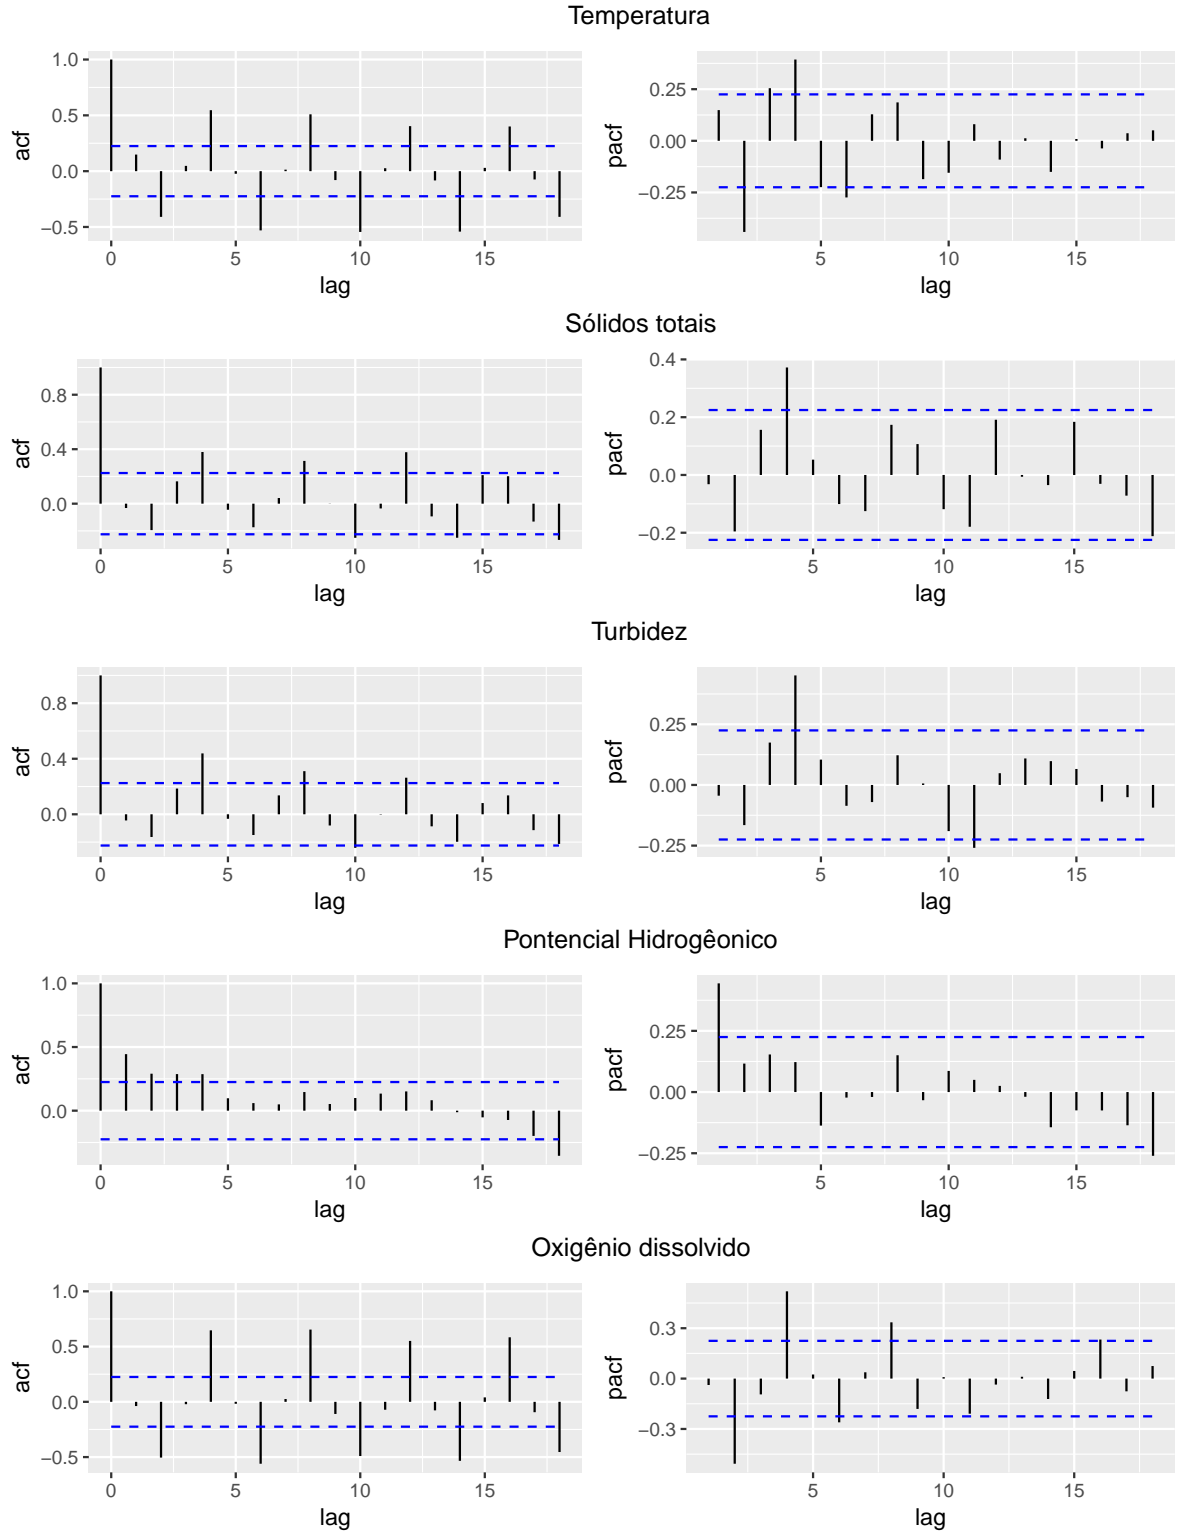 Temperatura
acf
1.0
0.5
0.0
−0.5
0 5 10 15
lag
pacf
0.25
0.00
−0.25
5 10 15
lag
Sólidos totais
acf
0.8
0.4
0.0
0 5 10 15
lag
pacf
0.4
0.2
0.0
−0.2
5 10 15
lag
Turbidez
acf
0.8
0.4
0.0
0 5 10 15
lag
pacf
0.25
0.00
−0.25
5 10 15
lag
Pontencial Hidrogêonico
acf
1.0
0.5
0.0
0 5 10 15
lag
pacf
0.25
0.00
−0.25
5 10 15
lag
Oxigênio dissolvido
acf
1.0
0.5
0.0
−0.5
0 5 10 15
lag
pacf
0.3
0.0
−0.3
5 10 15
lag